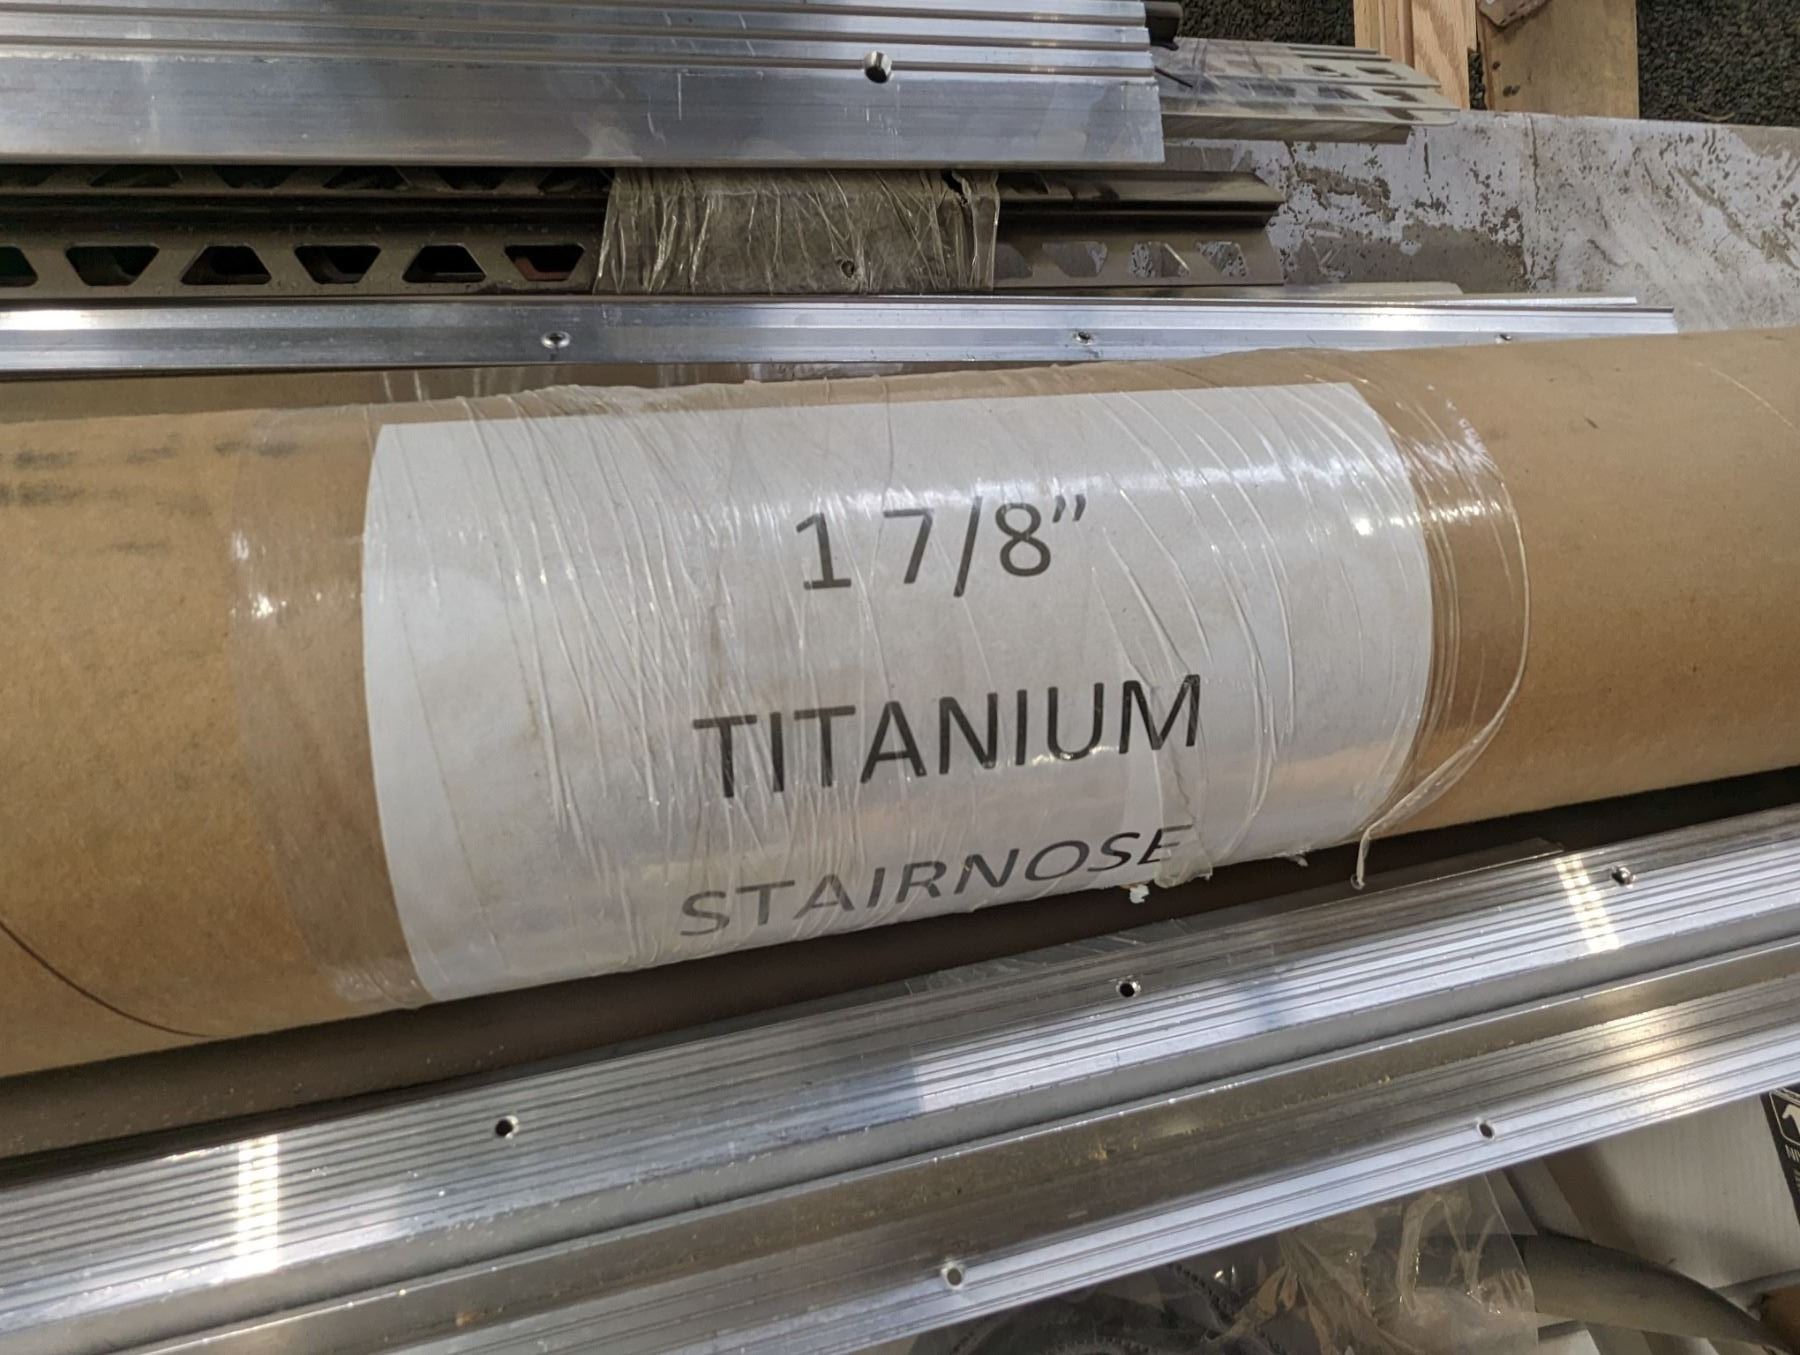 1 7/8”
TITANIUM
STAIRNOSE